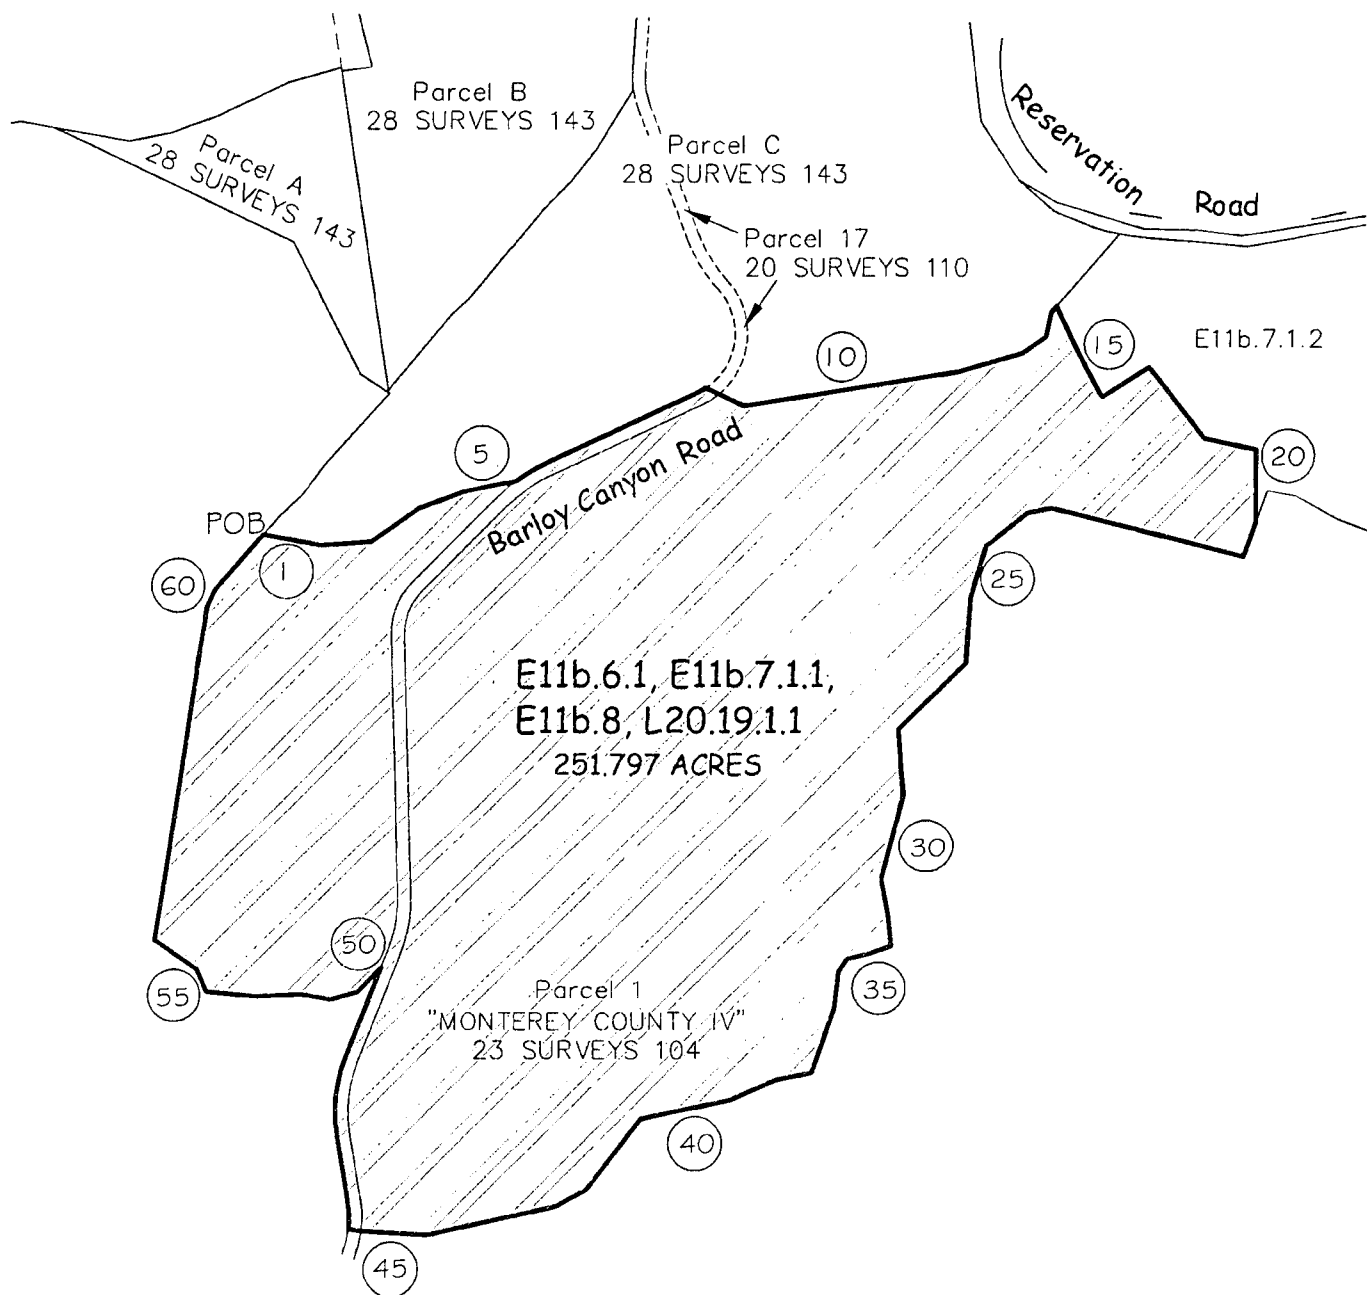 Parcel B
28 SURVEYS 143
Parcel A
28 SURVEYS 143
Parcel C
28 SURVEYS 143
Reservation Road
Parcel 17
20 SURVEYS 110
E11b.7.1.2
10
15
5
20
POB
1
60
Barloy Canyon Road
25
E11b.6.1, E11b.7.1.1,
E11b.8, L20.19.1.1
251.797 ACRES
30
50
55
35
Parcel 1
"MONTEREY COUNTY IV"
23 SURVEYS 104
40
45